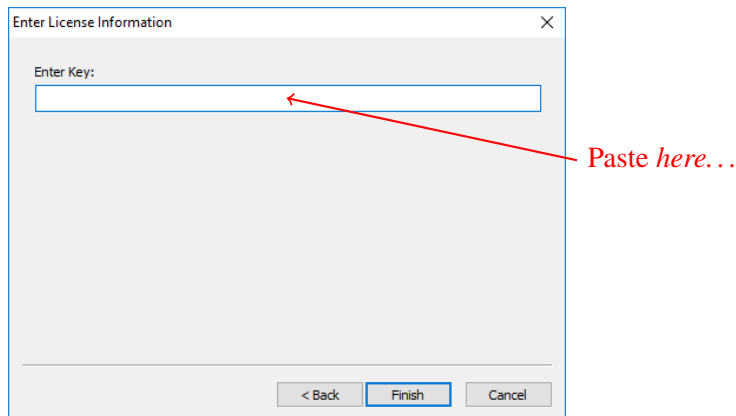 Enter License Information
Enter Key:
Paste here...
< Back Finish Cancel